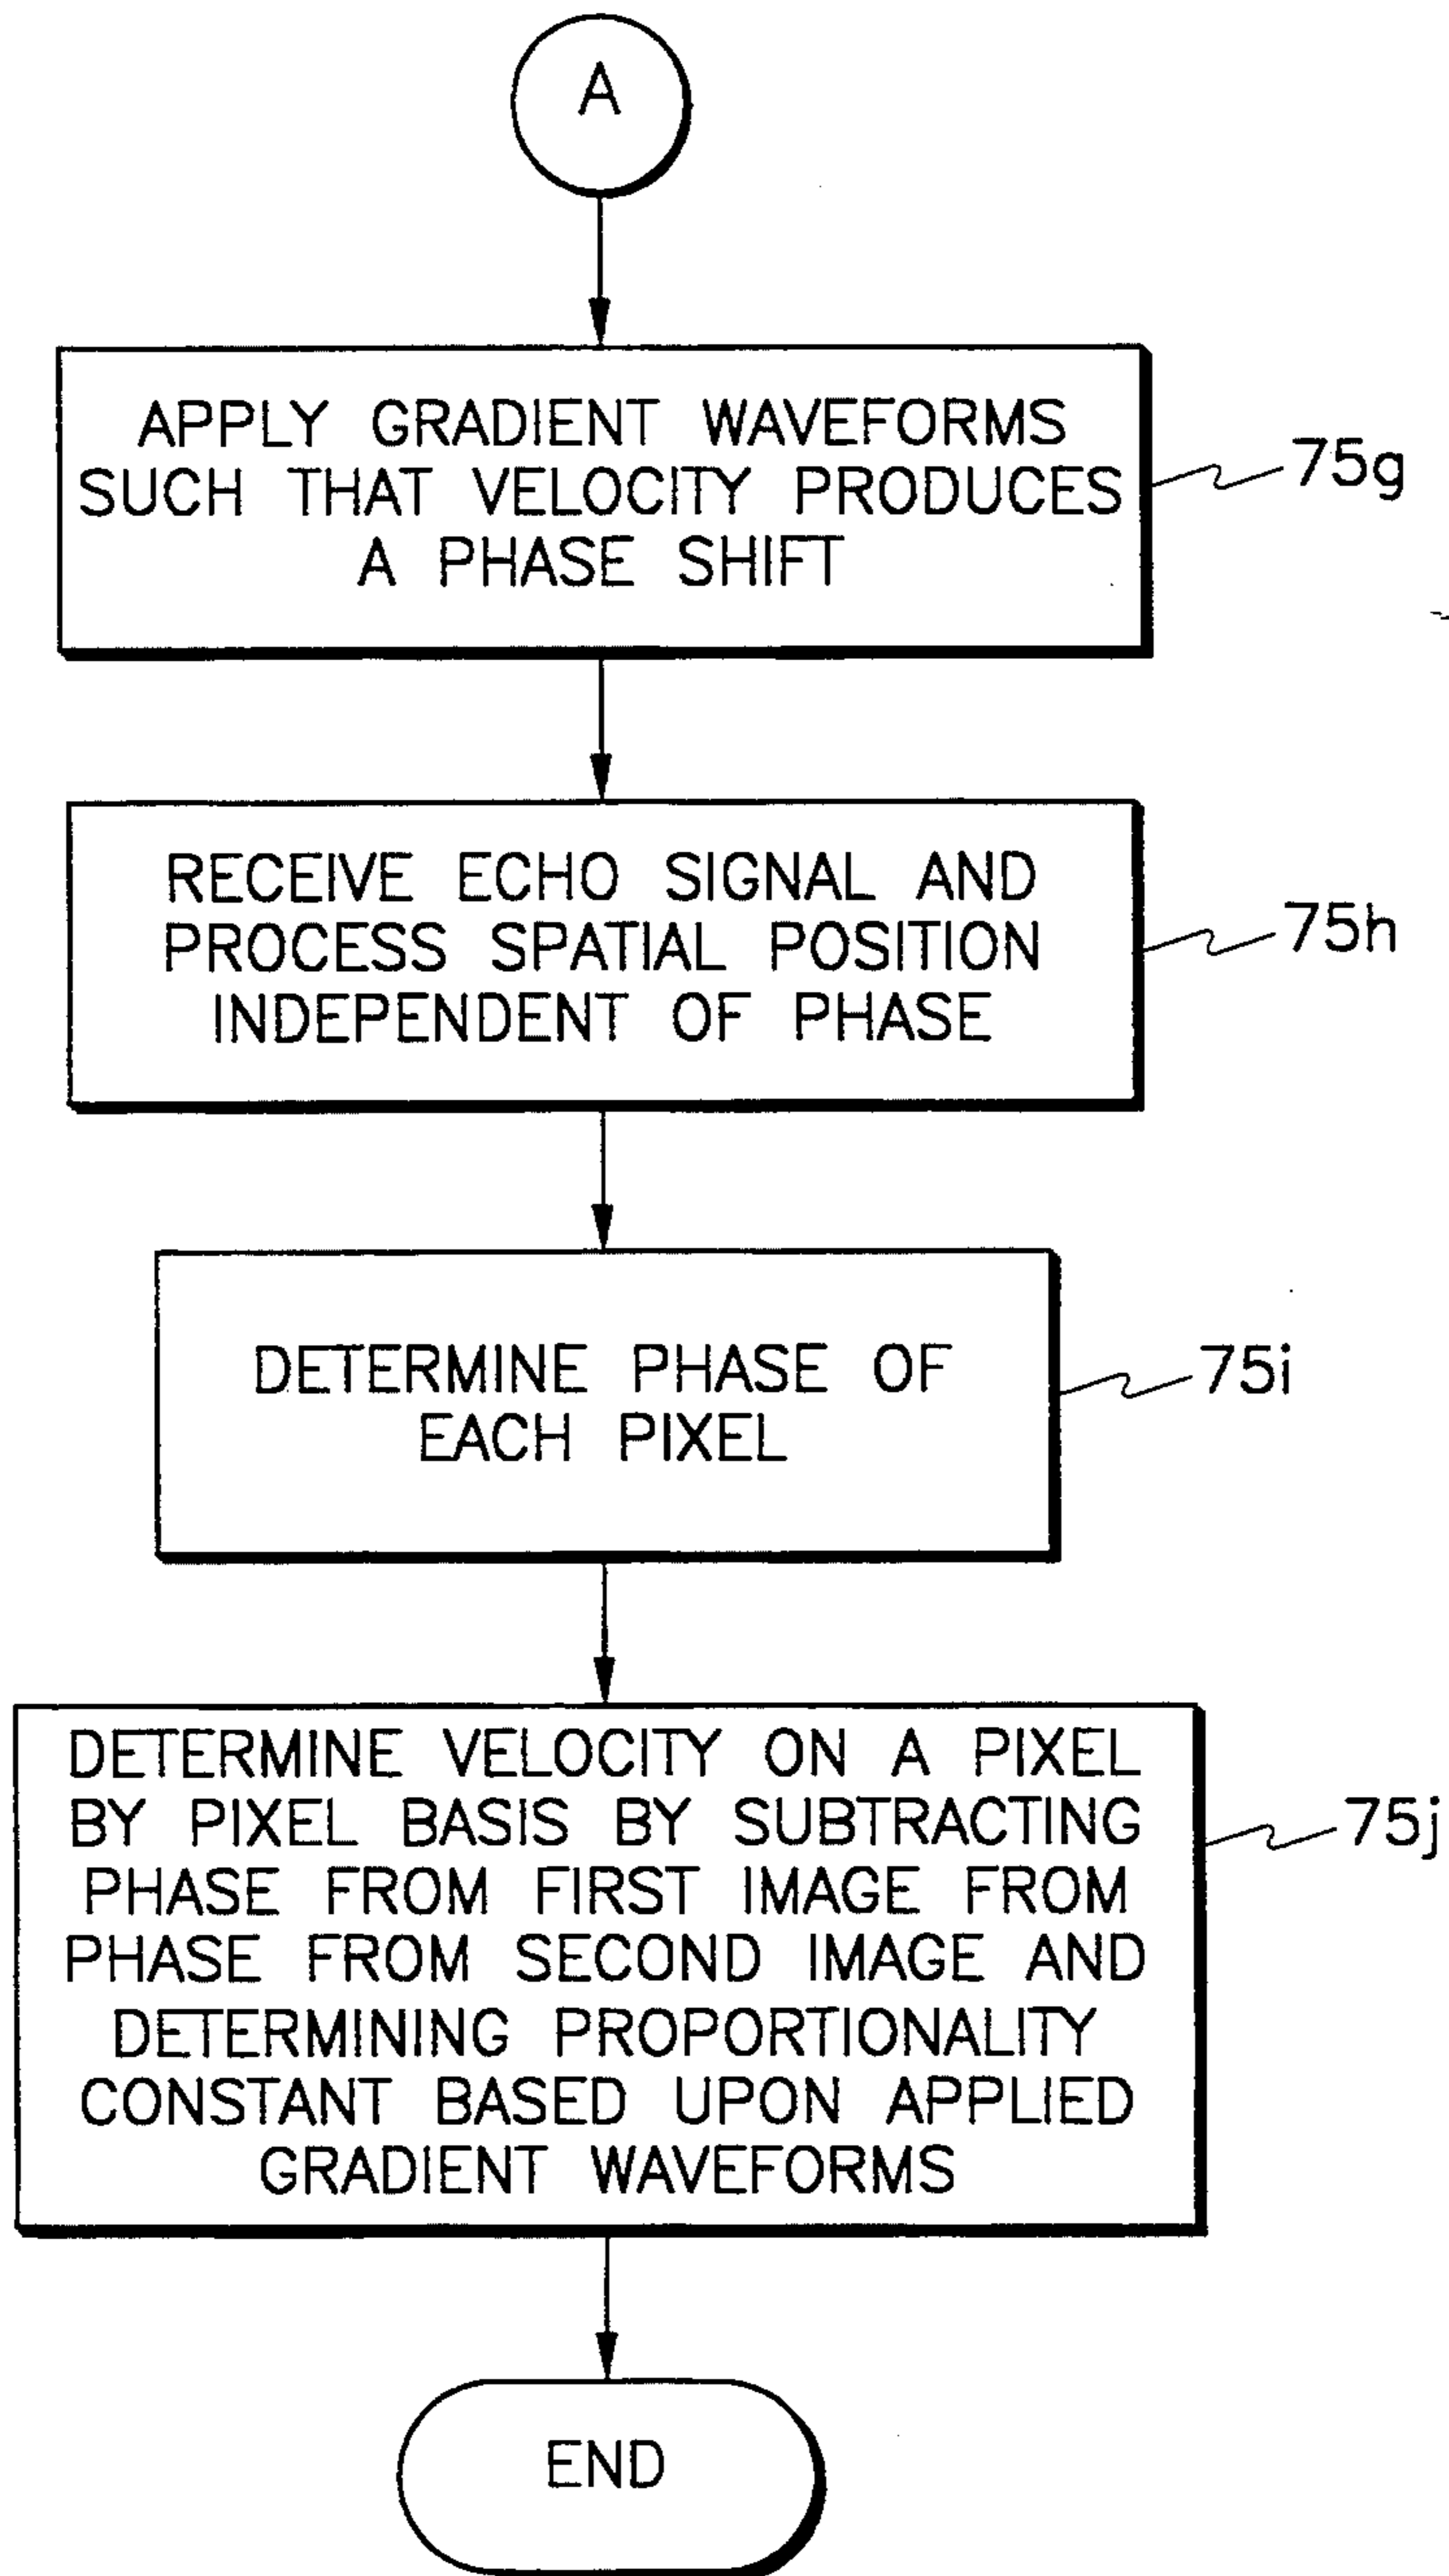 A
APPLY GRADIENT WAVEFORMS
SUCH THAT VELOCITY PRODUCES
A PHASE SHIFT
75g
RECEIVE ECHO SIGNAL AND
PROCESS SPATIAL POSITION
INDEPENDENT OF PHASE
75h
DETERMINE PHASE OF
EACH PIXEL
75i
DETERMINE VELOCITY ON A PIXEL
BY PIXEL BASIS BY SUBTRACTING
PHASE FROM FIRST IMAGE FROM
PHASE FROM SECOND IMAGE AND
DETERMINING PROPORTIONALITY
CONSTANT BASED UPON APPLIED
GRADIENT WAVEFORMS
75j
END